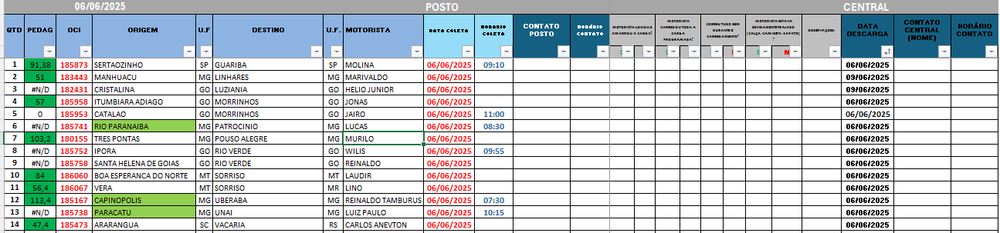 06/06/2025 POSTO CENTRAL
QTD PEDAG OCI ORIGEM U.F DESTINO U.F. MOTORISTA DATA COLETA HORARIO COLETA CONTATO POSTO HORÁRIO CONTATO MOTORISTA LONOU E AMARROU A CARGA? MOTORISTA CARREGOU TODA A CARGA PROGRAMADA? CORREU TUDO BEM DURANTE O CARREGAMENTO? MOTORISTA ESTAVA DEVIDAMENTE TRAJADO (CALÇA-CAMISETA-SAPATO)? OBSERVAÇÕES: DATA DESCARGA CONTATO CENTRAL (NOME) HORÁRIO CONTATO
1 91,38 185873 SERTAOZINHO SP GUARIBA SP MOLINA 06/06/2025 09:10 06/06/2025
2 51 183443 MANHUACU MG LINHARES MG MARIVALDO 06/06/2025 09/06/2025
3 #N/D 182431 CRISTALINA GO LUZIANIA GO HELIO JUNIOR 06/06/2025 09/06/2025
4 57 185958 ITUMBIARA ADIAGO GO MORRINHOS GO JONAS 06/06/2025 06/06/2025
5 0 185953 CATALAO GO MORRINHOS GO JAIRO 06/06/2025 11:00 06/06/2025
6 #N/D 185741 RIO PARANAIBA MG PATROCINIO MG LUCAS 06/06/2025 08:30 06/06/2025
7 103,2 180155 TRES PONTAS MG POUSO ALEGRE MG MURILO 06/06/2025 06/06/2025
8 #N/D 185752 IPORA GO RIO VERDE GO WILIS 06/06/2025 09:55 06/06/2025
9 #N/D 185758 SANTA HELENA DE GOIAS GO RIO VERDE GO REINALDO 06/06/2025 06/06/2025
10 84 186060 BOA ESPERANCA DO NORTE MT SORRISO MT LAUDIR 06/06/2025 06/06/2025
11 56,4 186067 VERA MT SORRISO MR LINO 06/06/2025 06/06/2025
12 113,4 185167 CAPINOPOLIS MG UBERABA MG REINALDO TAMBURUS 06/06/2025 07:30 06/06/2025
13 #N/D 185738 PARACATU MG UNAI MG LUIZ PAULO 06/06/2025 10:15 06/06/2025
14 47,4 185473 ARARANGUA SC VACARIA RS CARLOS ANEVTON 06/06/2025 06/06/2025